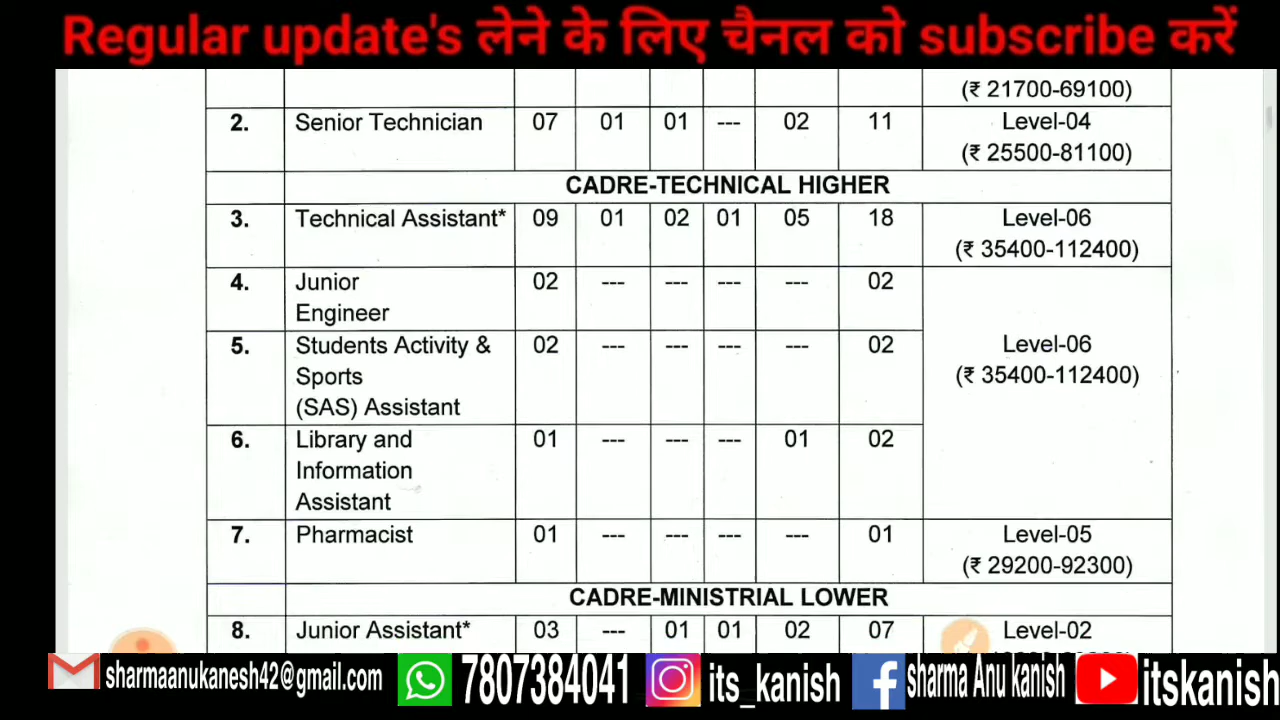 Regular update's लेने के लिए चैनल को subscribe करें
(₹ 21700-69100)
2. Senior Technician 07 01 01 --- 02 11 Level-04
(₹ 25500-81100)
CADRE-TECHNICAL HIGHER
3. Technical Assistant* 09 01 02 01 05 18 Level-06
(₹ 35400-112400)
4. Junior 02 --- --- --- --- 02
Engineer
5. Students Activity & 02 --- --- --- --- 02 Level-06
Sports (₹ 35400-112400)
(SAS) Assistant
6. Library and 01 --- --- --- 01 02
Information
Assistant
7. Pharmacist 01 --- --- --- --- 01 Level-05
(₹ 29200-92300)
CADRE-MINISTRIAL LOWER
8. Junior Assistant* 03 --- 01 01 02 07 Level-02
sharmaanukanesh42@gmail.com 7807384041 its_kanish sharma Anu kanish itskanish